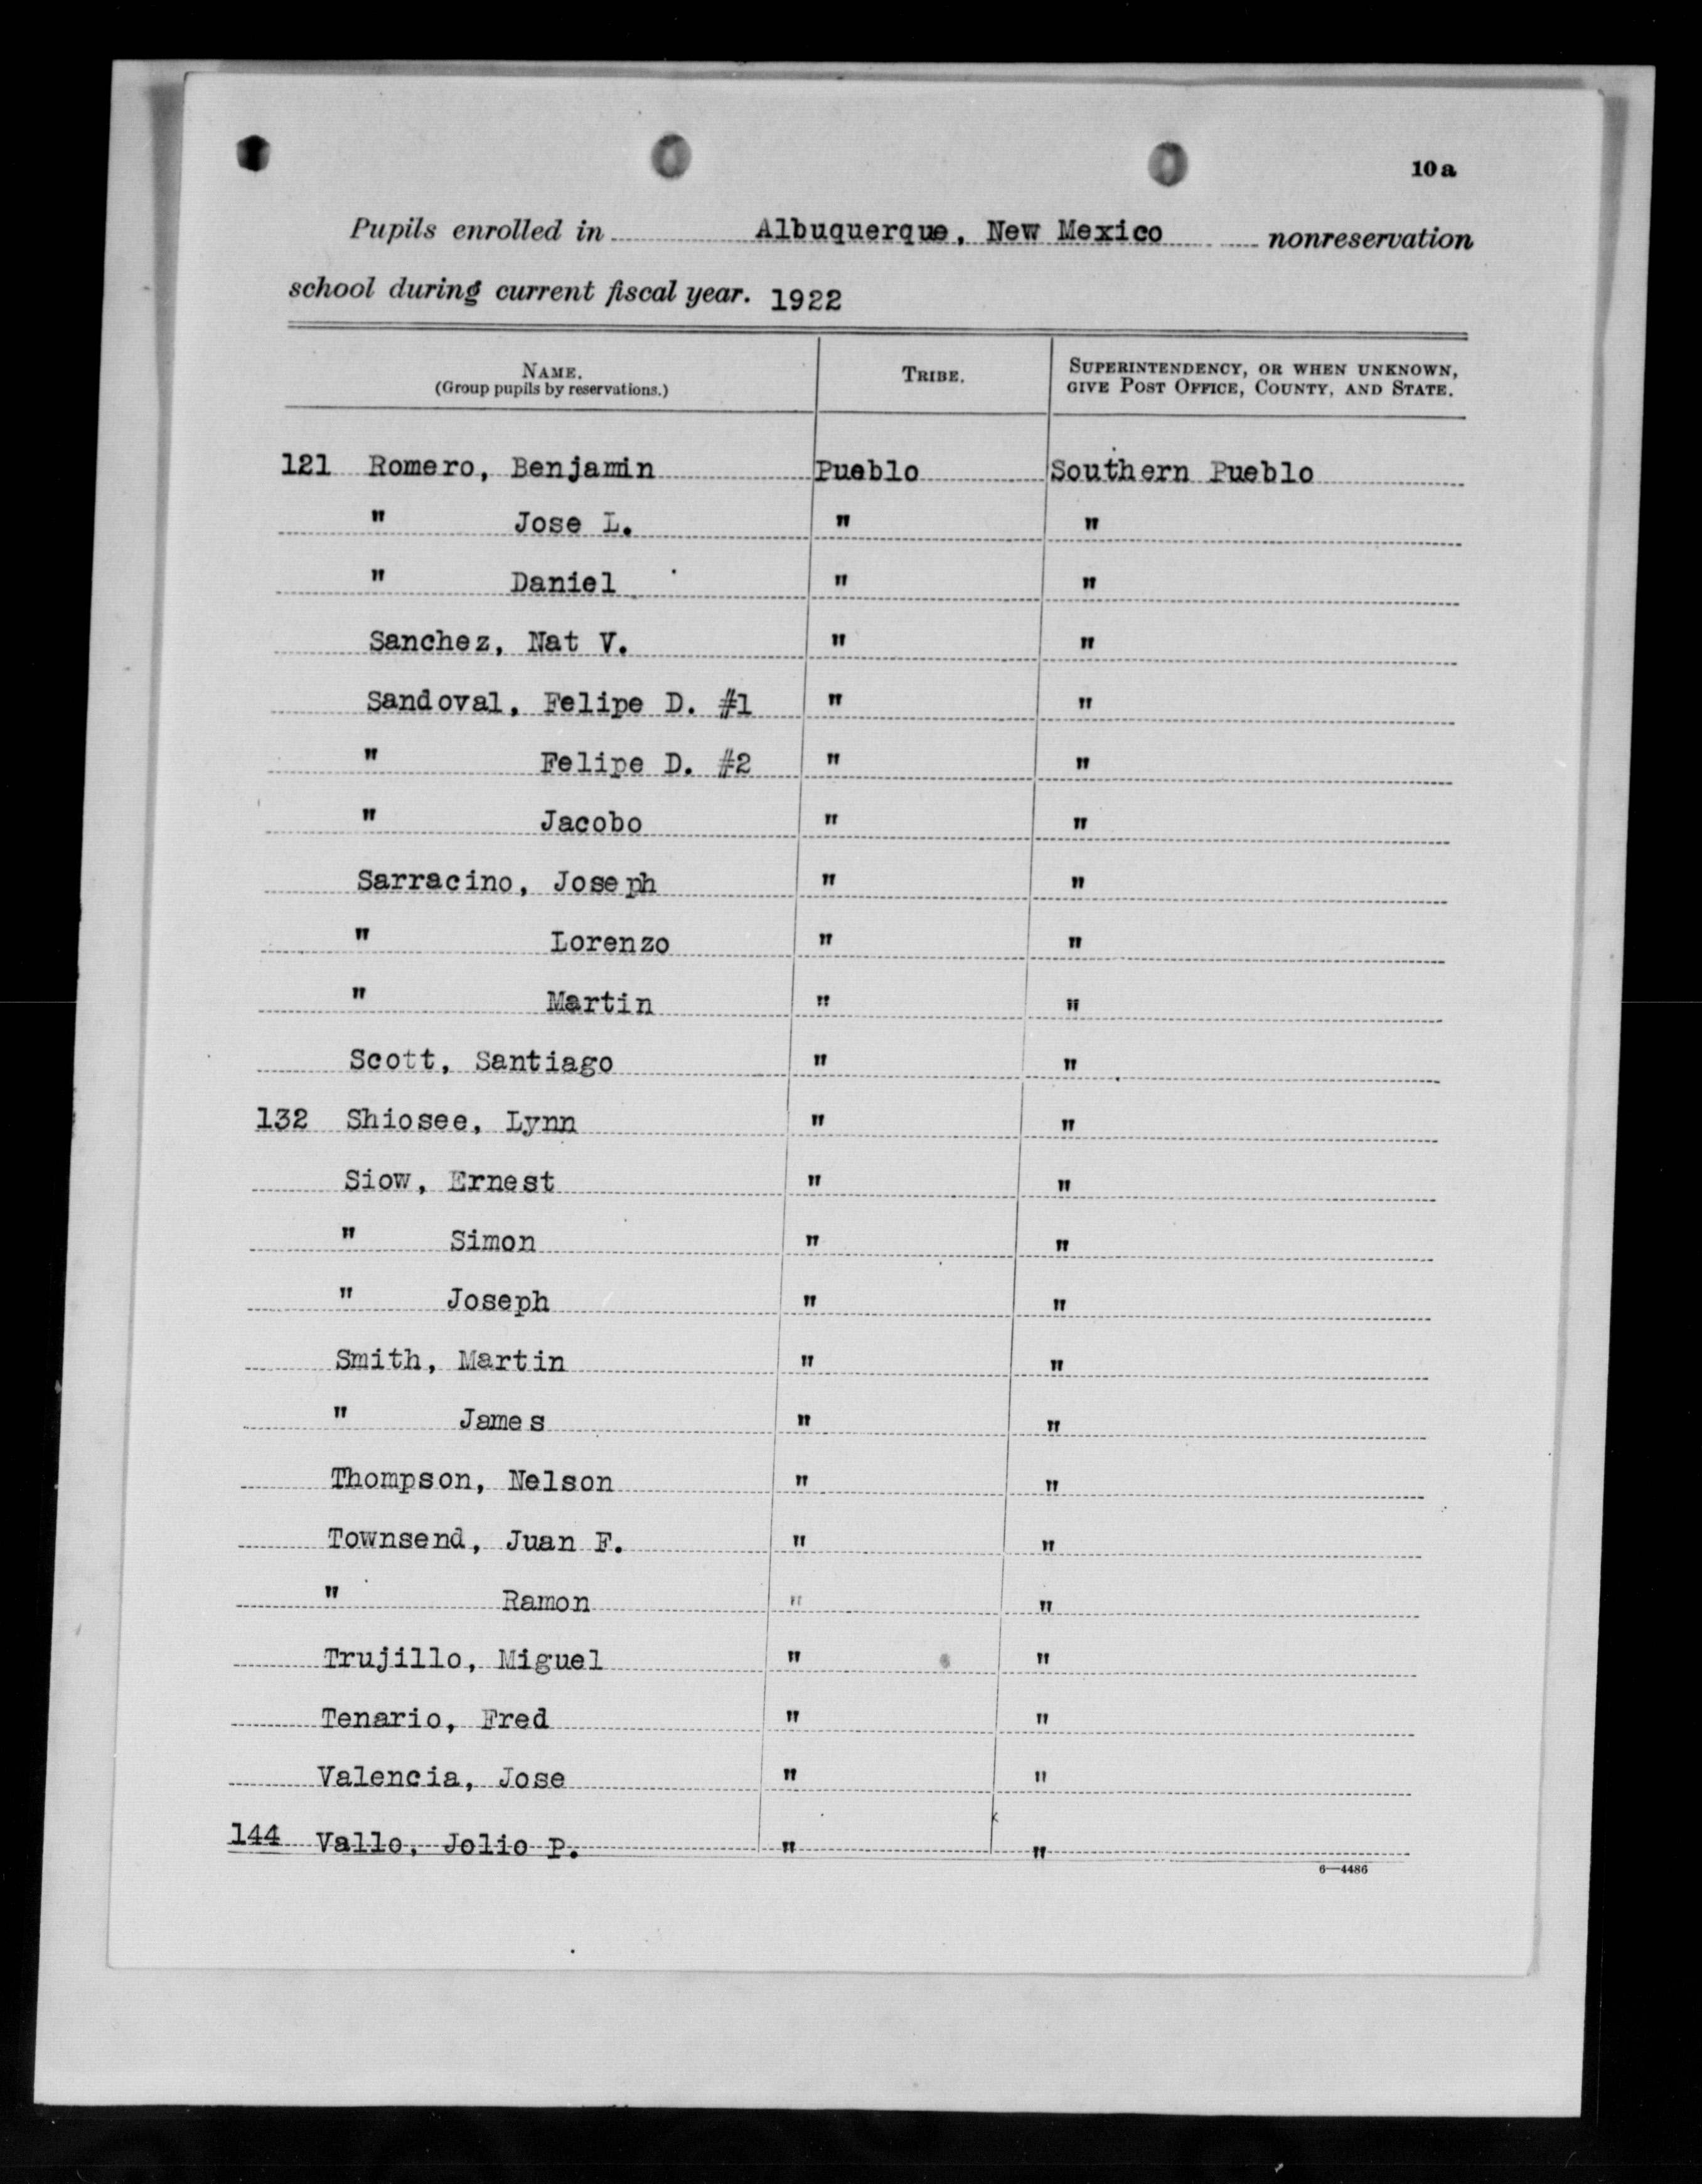 10a
Pupils enrolled in Albuquerque, New Mexico nonreservation
school during current fiscal year. 1922
NAME. TRIBE. SUPERINTENDENCY, OR WHEN UNKNOWN,
(Group pupils by reservations.) GIVE POST OFFICE, COUNTY, AND STATE.
121 Romero, Benjamin Pueblo Southern Pueblo
" Jose L. " "
" Daniel " "
Sanchez, Nat V. " "
Sandoval, Felipe D. #1 " "
" Felipe D. #2 " "
" Jacobo " "
Sarracino, Joseph " "
" Lorenzo " "
" Martin " "
Scott, Santiago " "
132 Shiosee, Lynn " "
Siow, Ernest " "
" Simon " "
" Joseph " "
Smith, Martin " "
" James " "
Thompson, Nelson " "
Townsend, Juan F. " "
" Ramon " "
Trujillo, Miguel " "
Tenario, Fred " "
Valencia, Jose " "
144 Vallo, Jolio P. " "
6—4486